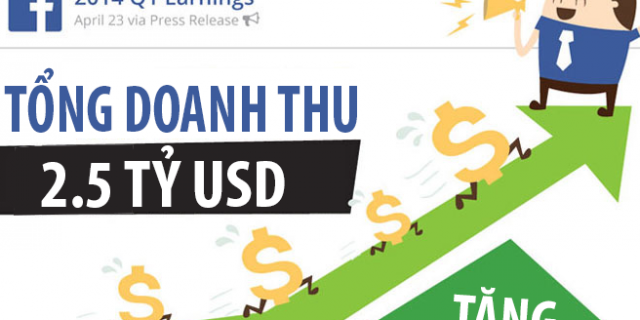 2014 Q1 Earnings
April 23 via Press Release
TỔNG DOANH THU
2.5 TỶ USD
TĂNG